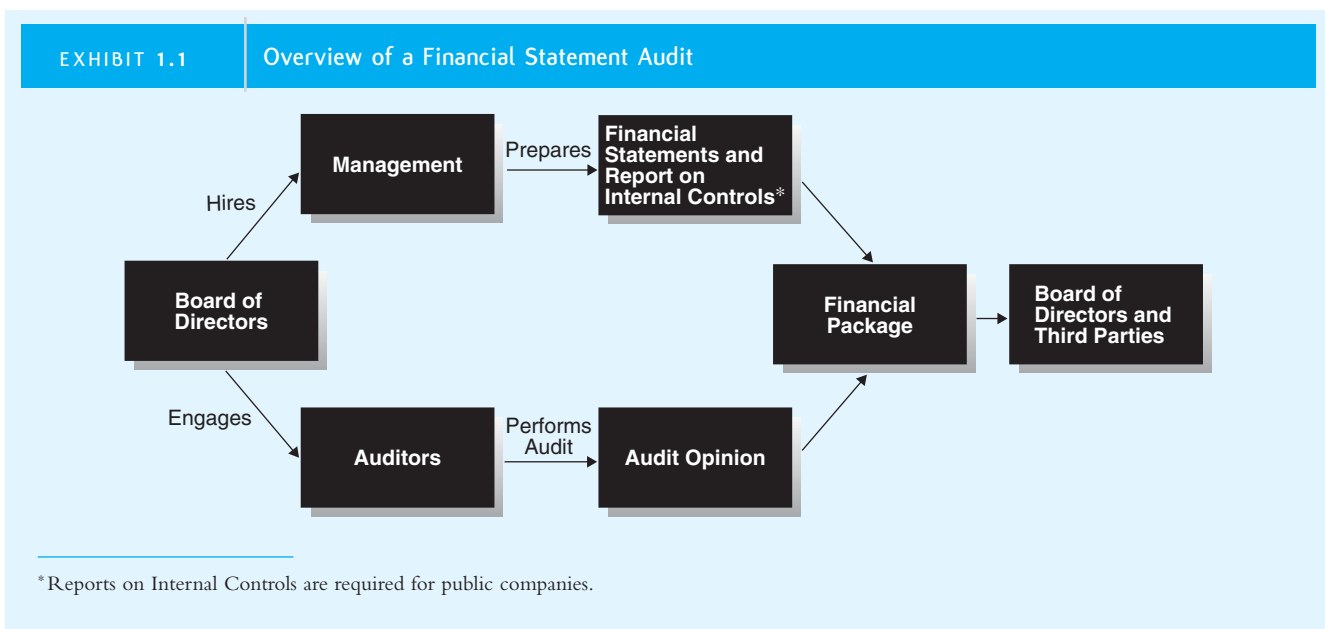 EXHIBIT 1.1
Overview of a Financial Statement Audit
Management
Prepares
Financial
Statements and
Report on
Internal Controls*
Hires
Board of
Directors
Financial
Package
Board of
Directors and
Third Parties
Engages
Auditors
Performs
Audit
Audit Opinion
*Reports on Internal Controls are required for public companies.